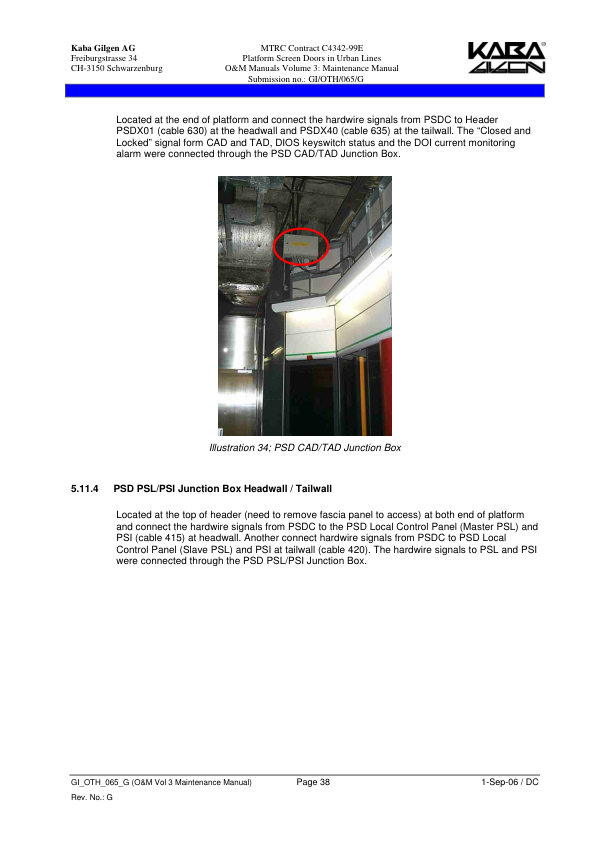 Kaba Gilgen AG
Freiburgstrasse 34
CH-3150 Schwarzenburg
MTRC Contract C4342-99E
Platform Screen Doors in Urban Lines
O&M Manuals Volume 3: Maintenance Manual
Submission no.: GI/OTH/065/G
KABA®
GILGEN
Located at the end of platform and connect the hardwire signals from PSDC to Header
PSDX01 (cable 630) at the headwall and PSDX40 (cable 635) at the tailwall. The “Closed and
Locked” signal form CAD and TAD, DIOS keyswitch status and the DOI current monitoring
alarm were connected through the PSD CAD/TAD Junction Box.
Illustration 34; PSD CAD/TAD Junction Box
5.11.4 PSD PSL/PSI Junction Box Headwall / Tailwall
Located at the top of header (need to remove fascia panel to access) at both end of platform
and connect the hardwire signals from PSDC to the PSD Local Control Panel (Master PSL) and
PSI (cable 415) at headwall. Another connect hardwire signals from PSDC to PSD Local
Control Panel (Slave PSL) and PSI at tailwall (cable 420). The hardwire signals to PSL and PSI
were connected through the PSD PSL/PSI Junction Box.
GI_OTH_065_G (O&M Vol 3 Maintenance Manual) Page 38 1-Sep-06 / DC
Rev. No.: G